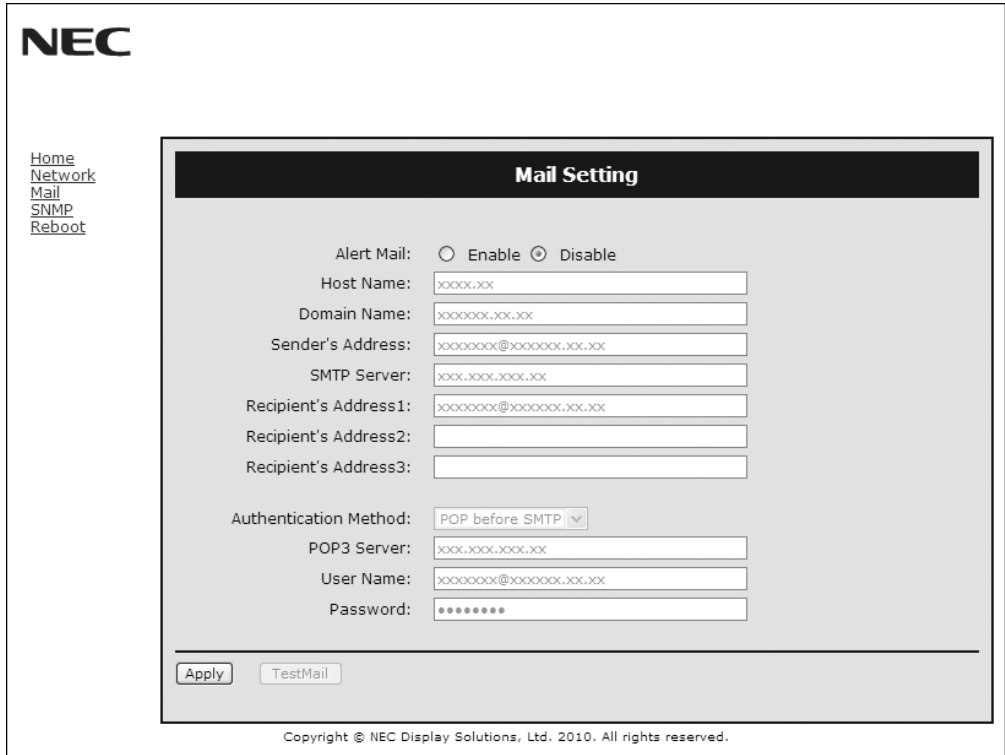 NEC
Home
Network
Mail
SNMP
Reboot
Mail Setting
Alert Mail: Enable Disable
Host Name: xxxx.xx
Domain Name: xxxxxx.xx.xx
Sender's Address: xxxxxxx@xxxxxx.xx.xx
SMTP Server: xxx.xxx.xxx.xx
Recipient's Address1: xxxxxxx@xxxxxx.xx.xx
Recipient's Address2:
Recipient's Address3:
Authentication Method: POP before SMTP
POP3 Server: xxx.xxx.xxx.xx
User Name: xxxxxxx@xxxxxx.xx.xx
Password: ••••••••
Apply TestMail
Copyright © NEC Display Solutions, Ltd. 2010. All rights reserved.